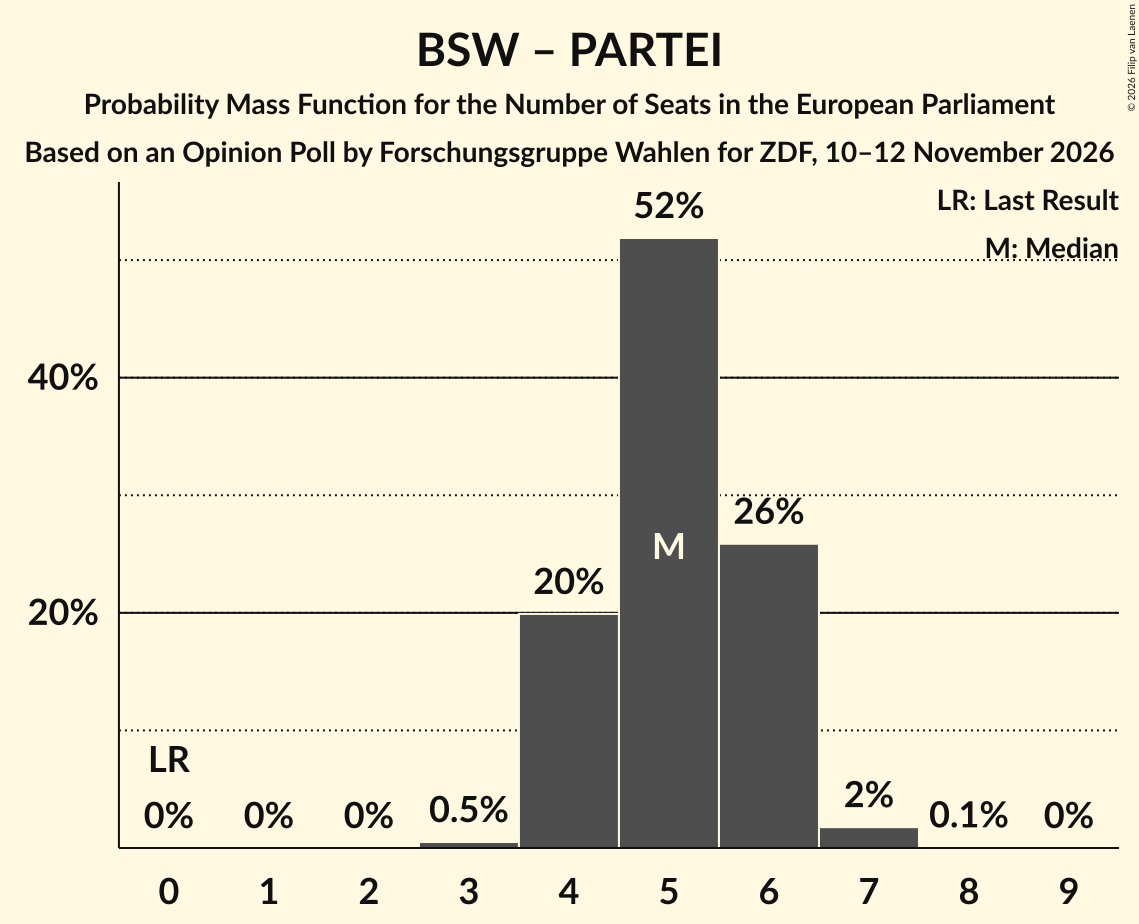 BSW – PARTEI
Probability Mass Function for the Number of Seats in the European Parliament
Based on an Opinion Poll by Forschungsgruppe Wahlen for ZDF, 10–12 November 2026
© 2026 Filip van Laenen
LR: Last Result
M: Median
52%
40%
26%
M
20%
20%
LR
0%
0%
0%
0.5%
2%
0.1%
0%
0 1 2 3 4 5 6 7 8 9